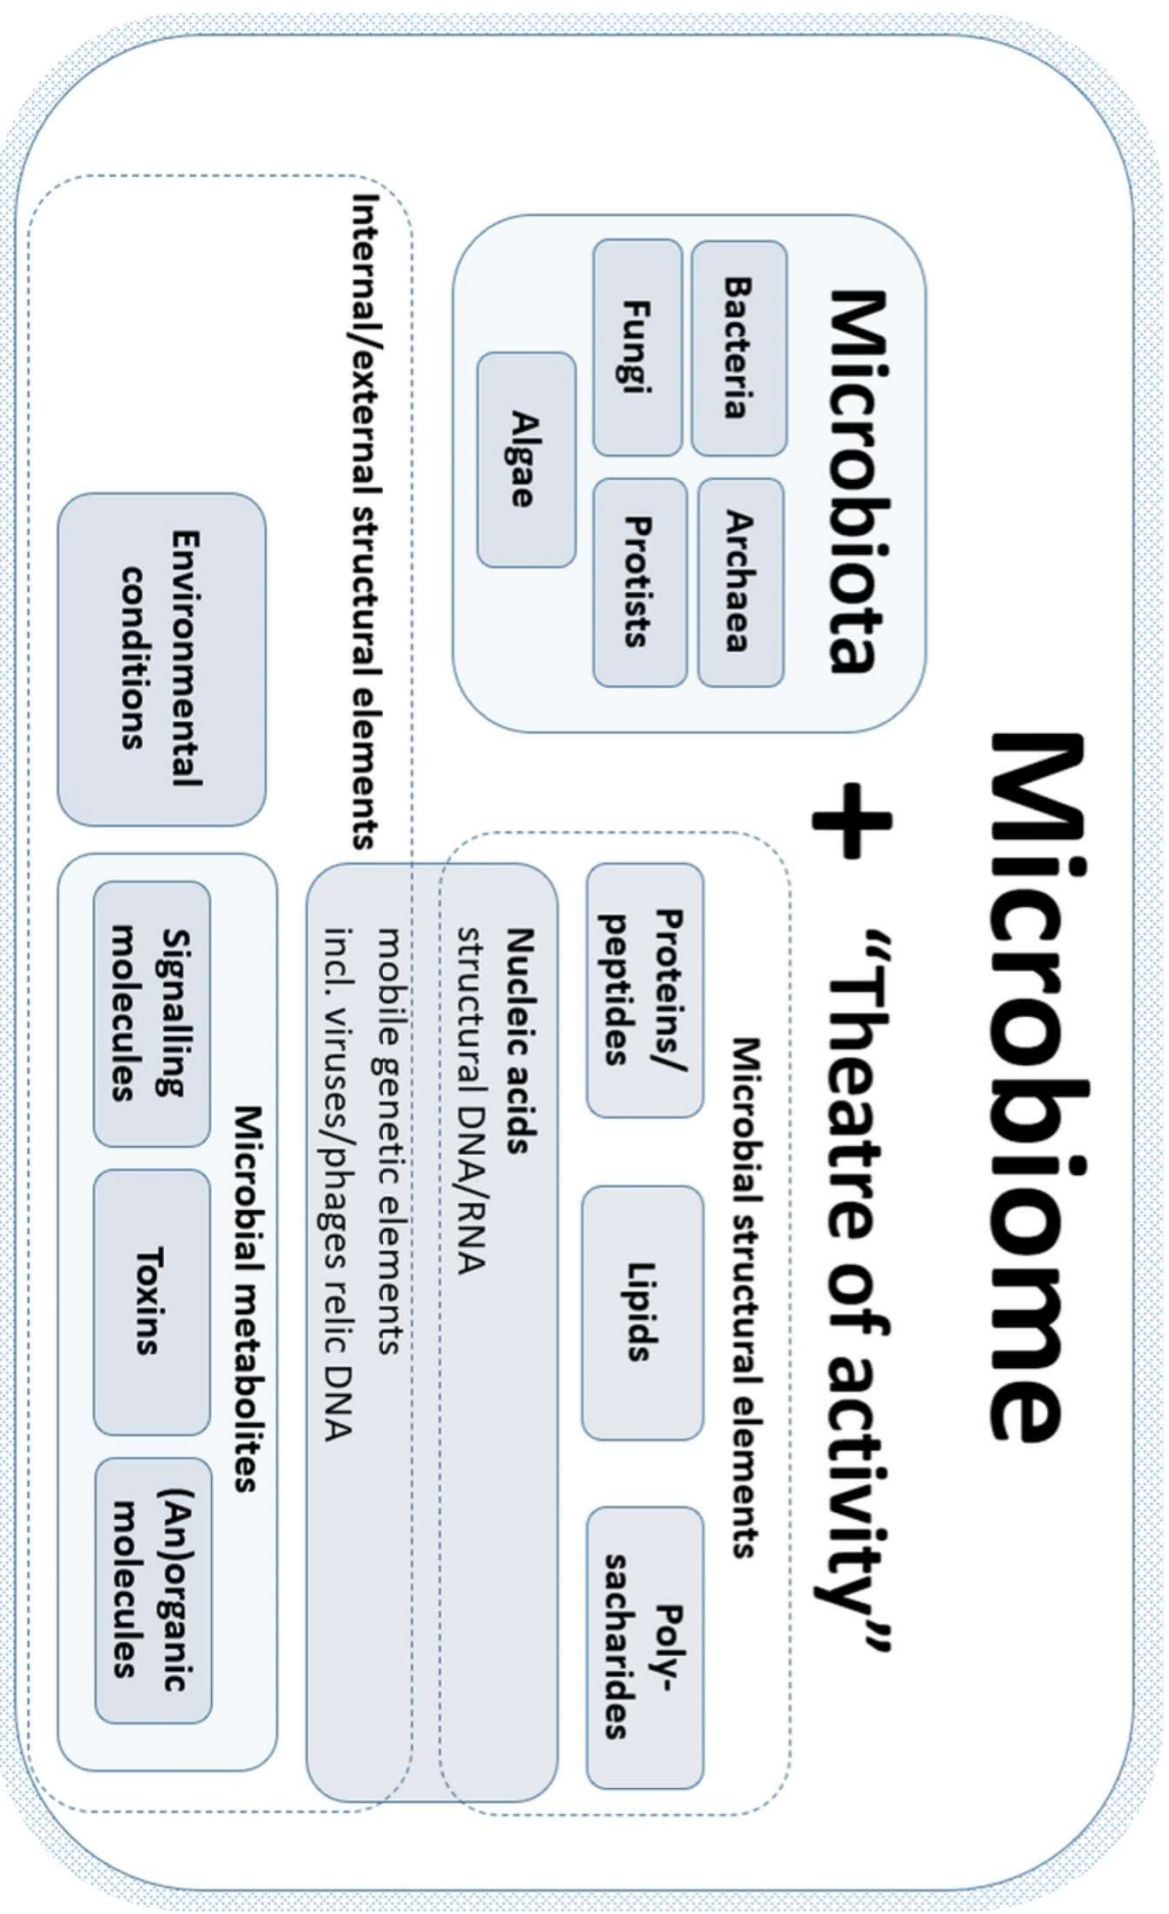 Microbiome
Microbiota
+
“Theatre of activity”
Bacteria
Archaea
Fungi
Protists
Algae
Microbial structural elements
Proteins/
peptides
Lipids
Poly-
sacharides
Nucleic acids
structural DNA/RNA
mobile genetic elements
incl. viruses/phages relic DNA
Internal/external structural elements
Environmental
conditions
Microbial metabolites
Signalling
molecules
Toxins
(An)organic
molecules